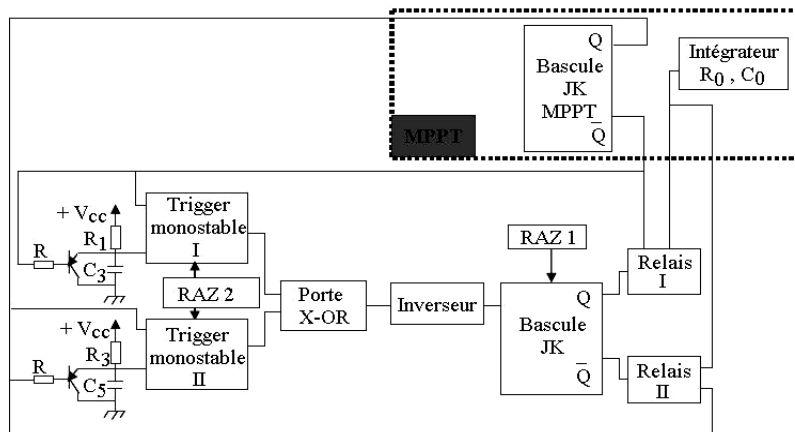 Q
Bascule
JK
MPPT
Q
Intégrateur
R0 , C0
MPPT
+ Vcc
R1
R
C3
Trigger
monostable
I
RAZ 2
+ Vcc
R3
R
C5
Trigger
monostable
II
Porte
X-OR
Inverseur
RAZ 1
Q
Bascule
JK
Q
Relais
I
Relais
II